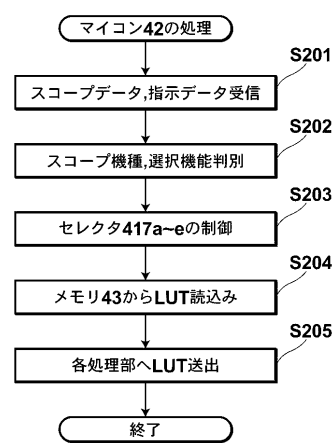 マイコン42の処理
S201
スコープデータ,指示データ受信
S202
スコープ機種,選択機能判別
S203
セレクタ417a~eの制御
S204
メモリ43からLUT読込み
S205
各処理部へLUT送出
終了